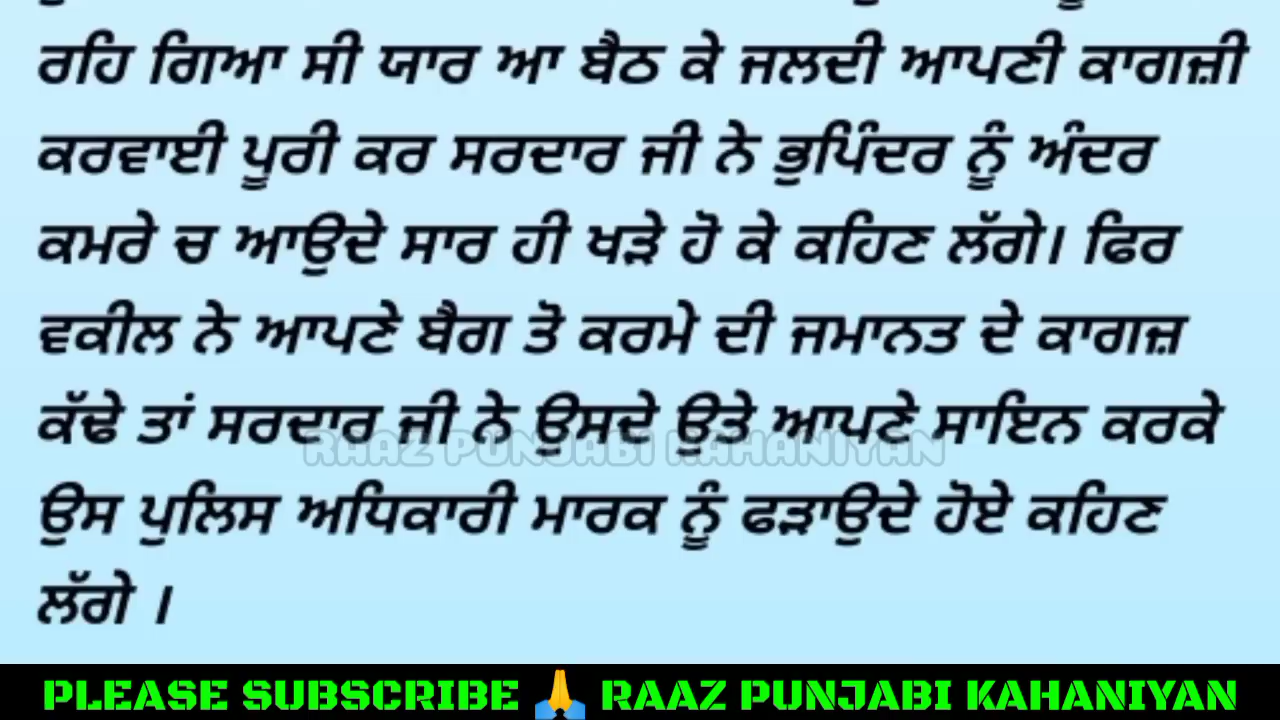 ਰਹਿ ਗਿਆ ਸੀ ਯਾਰ ਆ ਬੈਠ ਕੇ ਜਲਦੀ ਆਪਣੀ ਕਾਗਜ਼ੀ
ਕਰਵਾਈ ਪੂਰੀ ਕਰ ਸਰਦਾਰ ਜੀ ਨੇ ਭੁਪਿੰਦਰ ਨੂੰ ਅੰਦਰ
ਕਮਰੇ ਚ ਆਉਦੇ ਸਾਰ ਹੀ ਖੜੇ ਹੋ ਕੇ ਕਹਿਣ ਲੱਗੇ। ਫਿਰ
ਵਕੀਲ ਨੇ ਆਪਣੇ ਬੈਗ ਤੋ ਕਰਮੇ ਦੀ ਜਮਾਨਤ ਦੇ ਕਾਗਜ਼
ਕੱਢੇ ਤਾਂ ਸਰਦਾਰ ਜੀ ਨੇ ਉਸਦੇ ਉਤੇ ਆਪਣੇ ਸਾਇਨ ਕਰਕੇ
RAAZ PUNJABI KAHANIYAN
ਉਸ ਪੁਲਿਸ ਅਧਿਕਾਰੀ ਮਾਰਕ ਨੂੰ ਫੜਾਉਦੇ ਹੋਏ ਕਹਿਣ
ਲੱਗੇ ।
PLEASE SUBSCRIBE 🙏 RAAZ PUNJABI KAHANIYAN